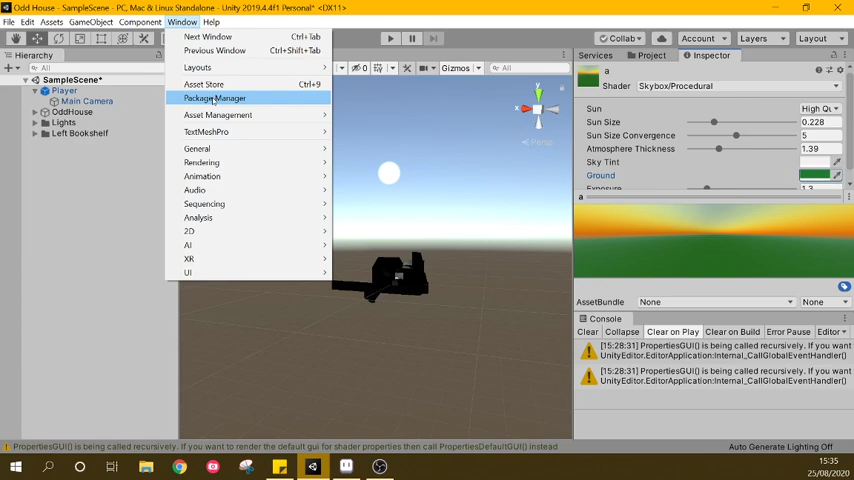 Odd House - SampleScene - PC, Mac & Linux Standalone - Unity 2019.4.4f1 Personal* <DX11>
File Edit Assets GameObject Component Window Help
Collab Account Layers Layout
Hierarchy
All
SampleScene*
Player
Main Camera
OddHouse
Lights
Left Bookshelf
Next Window Ctrl+Tab
Previous Window Ctrl+Shift+Tab
Layouts
Asset Store Ctrl+9
Package Manager
Asset Management
TextMeshPro
General
Rendering
Animation
Audio
Sequencing
Analysis
2D
AI
XR
UI
0 Gizmos All
y
x
Persp
Services Project Inspector
a
Shader Skybox/Procedural
Sun High Qu
Sun Size 0.228
Sun Size Convergence 5
Atmosphere Thickness 1.39
Sky Tint
Ground
Exposure 1.3
a
AssetBundle None None
Console
Clear Collapse Clear on Play Clear on Build Error Pause Editor
[15:28:31] PropertiesGUI() is being called recursively. If you want
UnityEditor.EditorApplication:Internal_CallGlobalEventHandler()
[15:28:31] PropertiesGUI() is being called recursively. If you want
UnityEditor.EditorApplication:Internal_CallGlobalEventHandler()
PropertiesGUI() is being called recursively. If you want to render the default gui for shader properties then call PropertiesDefaultGUI() instead
Auto Generate Lighting Off
15:35
25/08/2020